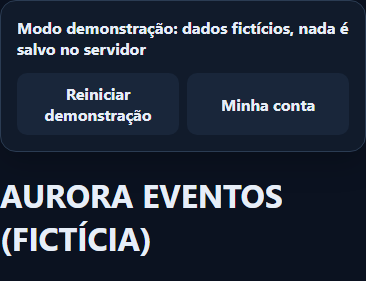 Modo demonstração: dados fictícios, nada é
salvo no servidor
Reiniciar
demonstração
Minha conta
AURORA EVENTOS
(FICTÍCIA)